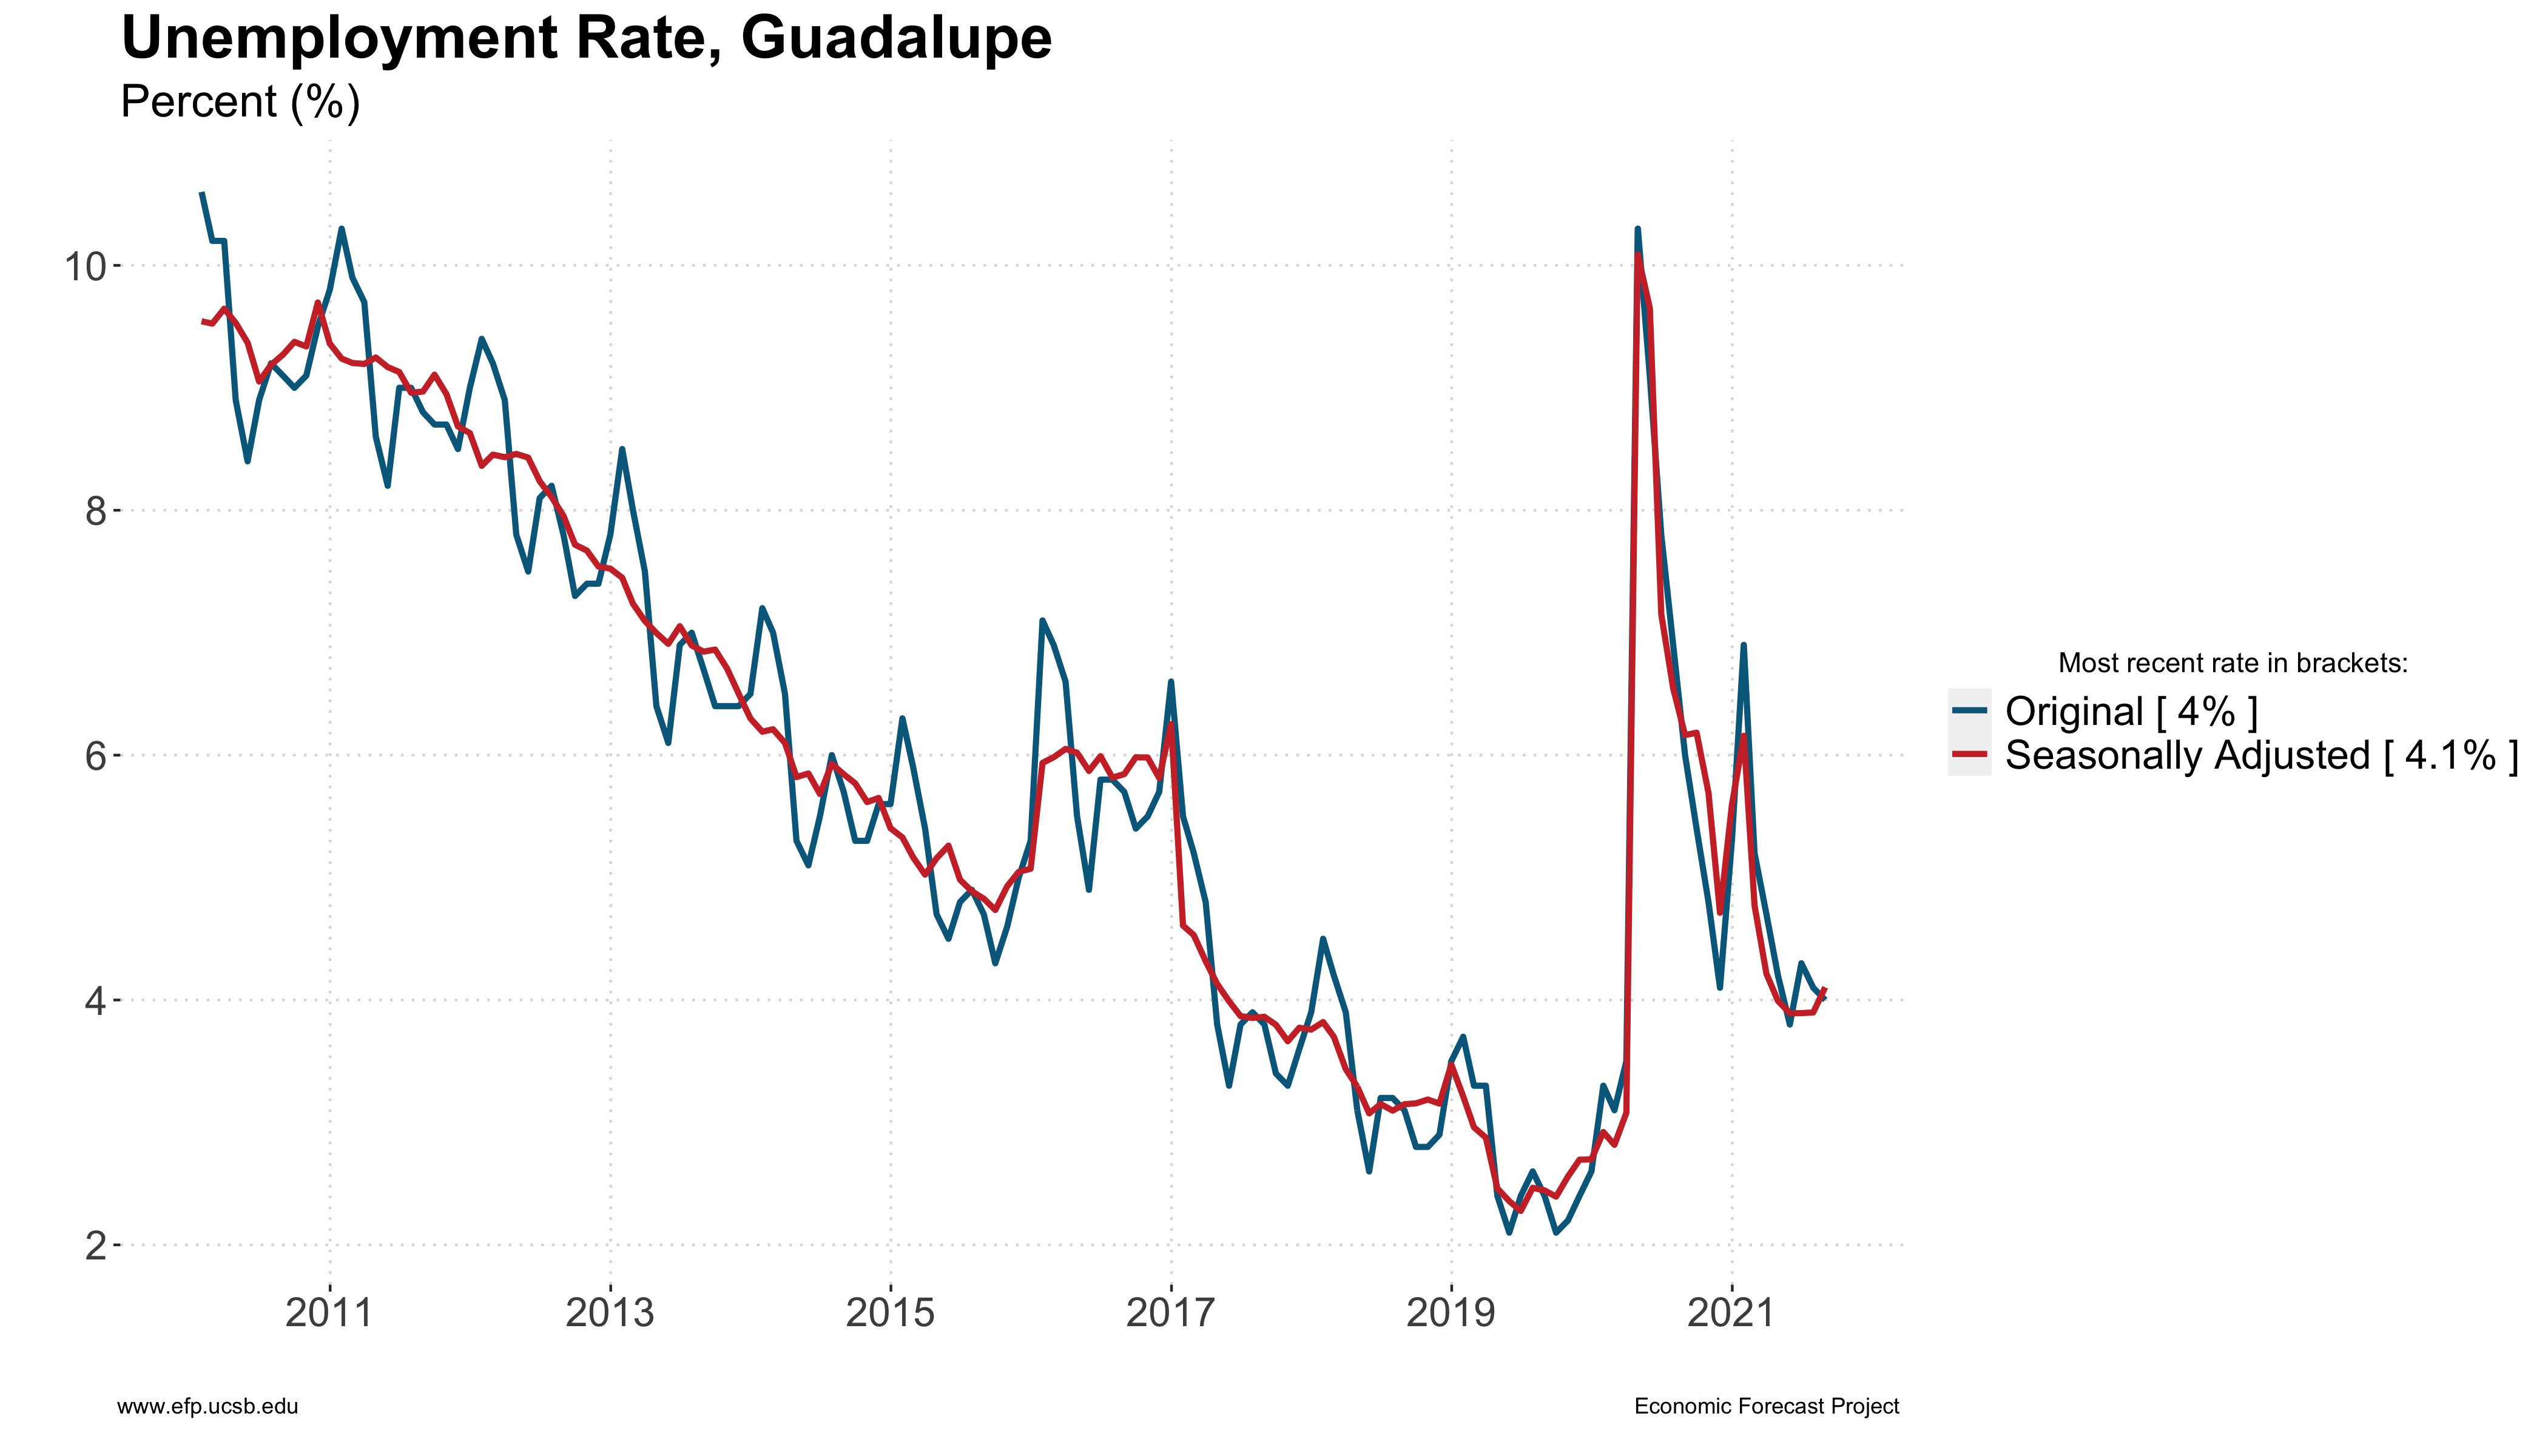 Unemployment Rate, Guadalupe
Percent (%)
10
8
6
4
2
2011 2013 2015 2017 2019 2021
Most recent rate in brackets:
Original [ 4% ]
Seasonally Adjusted [ 4.1% ]
www.efp.ucsb.edu Economic Forecast Project